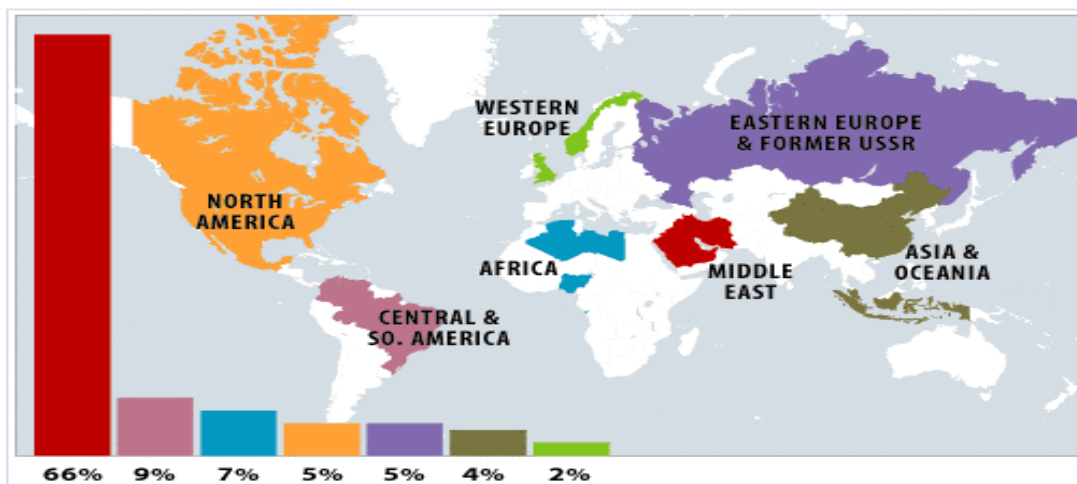 WESTERN
EUROPE
EASTERN EUROPE
& FORMER USSR
NORTH
AMERICA
AFRICA
MIDDLE
EAST
ASIA &
OCEANIA
CENTRAL &
SO. AMERICA
66% 9% 7% 5% 5% 4% 2%